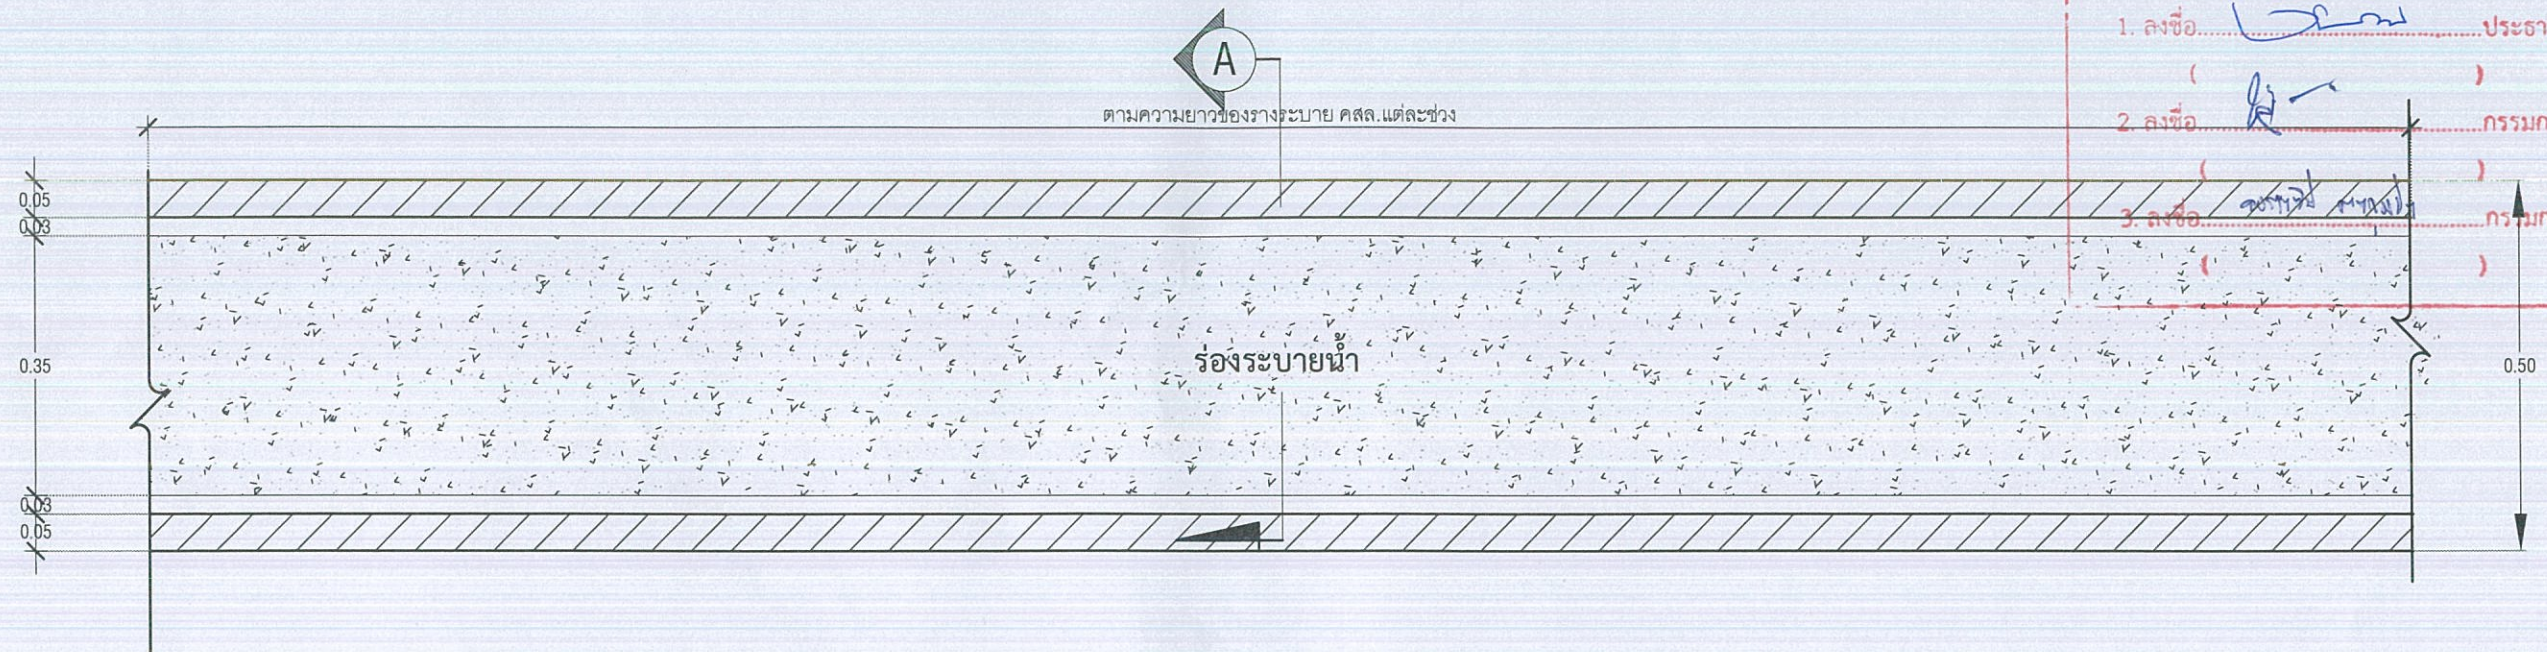 1. ลงชื่อ..............ประธา
( )
A
ตามความยาวของรางระบาย คสล.แต่ละช่วง
2. ลงชื่อ..............กรรมก
( )
0.05
0.03
3. ลงชื่อ..............กรรมก
( )
0.35
ร่องระบายน้ำ
0.50
0.03
0.05